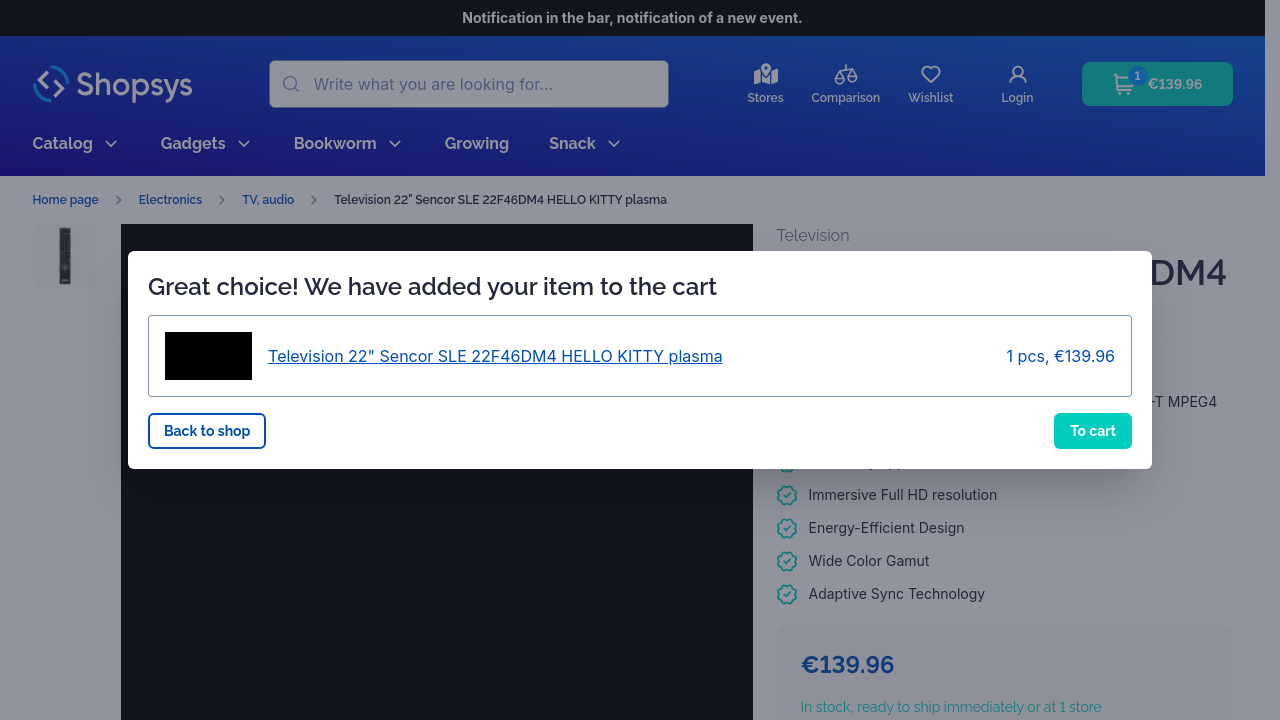 Notification in the bar, notification of a new event.
Shopsys
Write what you are looking for...
Stores
Comparison
Wishlist
Login
1
€139.96
Catalog
Gadgets
Bookworm
Growing
Snack
Home page
Electronics
TV, audio
Television 22" Sencor SLE 22F46DM4 HELLO KITTY plasma
Television
DM4
Great choice! We have added your item to the cart
Television 22" Sencor SLE 22F46DM4 HELLO KITTY plasma
1 pcs, €139.96
Back to shop
To cart
-T MPEG4
Immersive Full HD resolution
Energy-Efficient Design
Wide Color Gamut
Adaptive Sync Technology
€139.96
In stock, ready to ship immediately or at 1 store